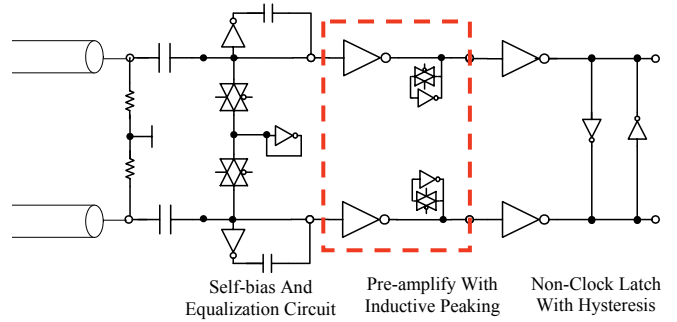 Self-bias And
Equalization Circuit
Pre-amplify With
Inductive Peaking
Non-Clock Latch
With Hysteresis